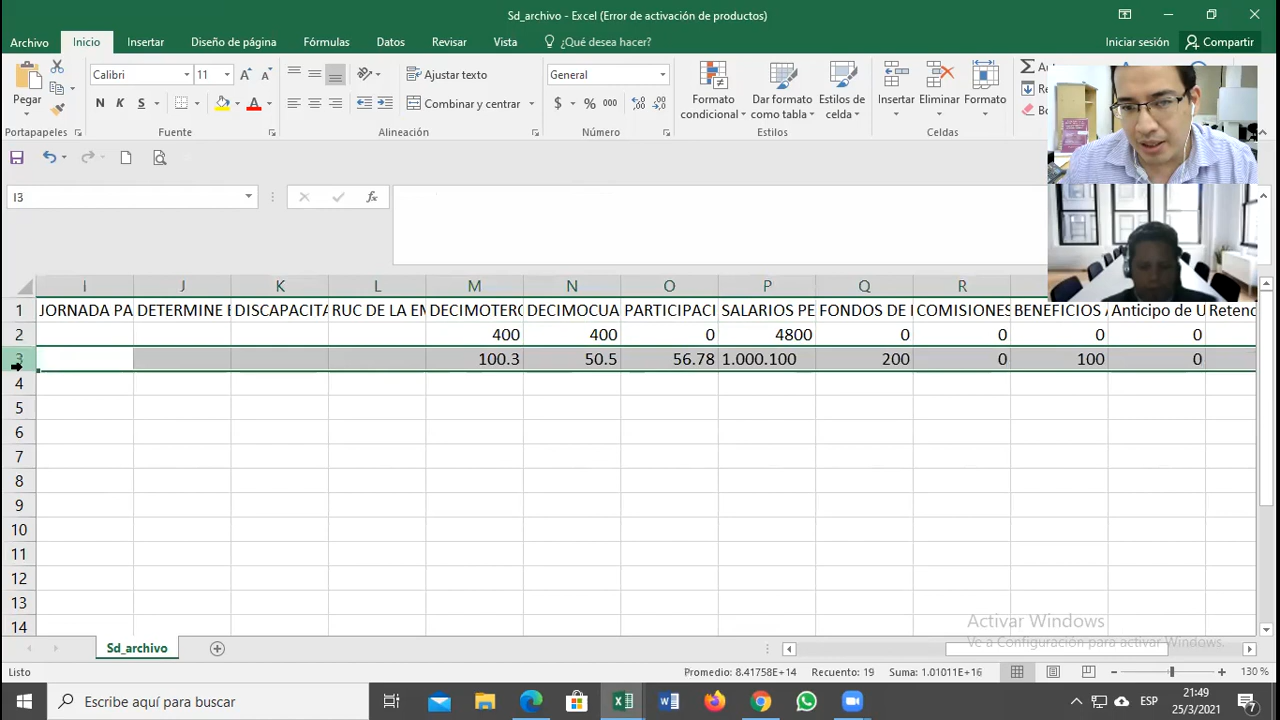 Sd_archivo - Excel (Error de activación de productos)
Archivo Inicio Insertar Diseño de página Fórmulas Datos Revisar Vista ¿Qué desea hacer? Iniciar sesión Compartir
Pegar Calibri 11 Ajustar texto General
N K S Combinar y centrar $ % 000 Formato condicional Dar formato como tabla Estilos de celda Insertar Eliminar Formato
Portapapeles Fuente Alineación Número Estilos Celdas
I3 fx
I J K L M N O P Q R
1 JORNADA PA DETERMINE DISCAPACITA RUC DE LA EM DECIMOTERC DECIMOCUA PARTICIPACI SALARIOS PE FONDOS DE COMISIONES BENEFICIOS Anticipo de U Retenc
2 400 400 0 4800 0 0 0 0
3 100.3 50.5 56.78 1.000.100 200 0 100 0
4
5
6
7
8
9
10
11
12
13
14
Activar Windows
Ve a Configuración para activar Windows.
Sd_archivo
Listo Promedio: 8.41758E+14 Recuento: 19 Suma: 1.01011E+16 130 %
Escribe aquí para buscar ESP 21:49
25/3/2021 7